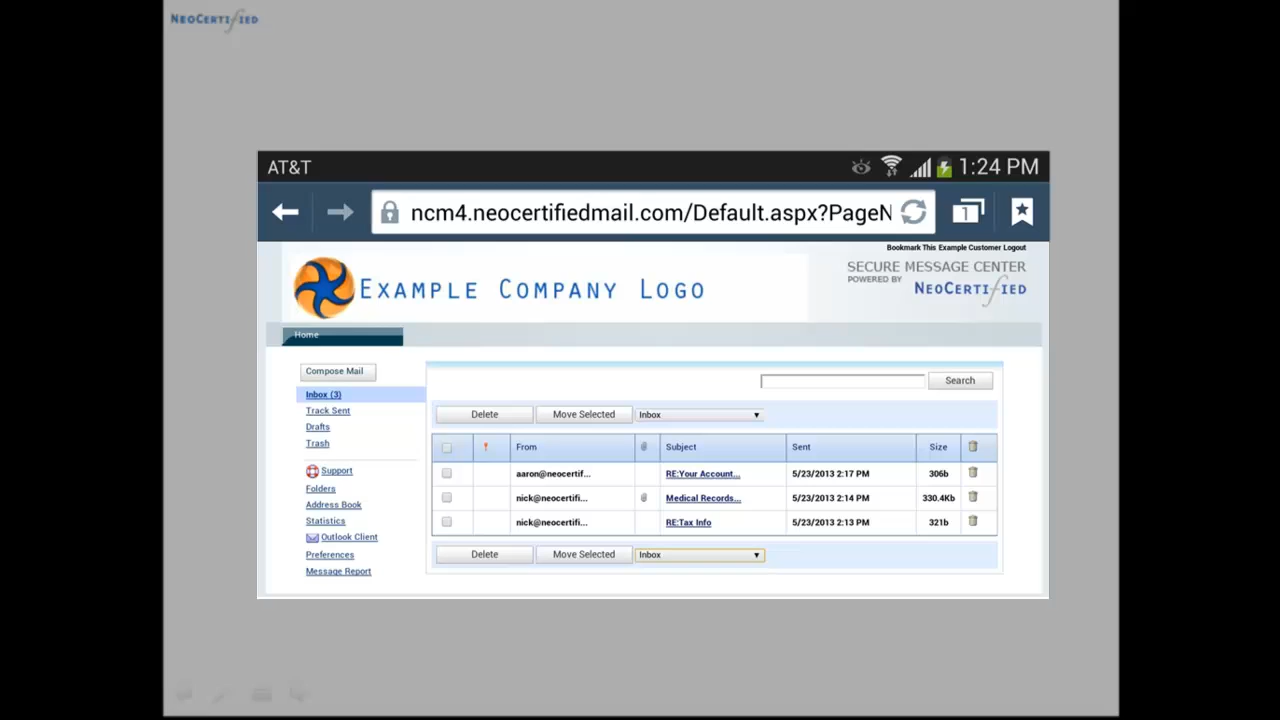 NEOCERTIFIED
AT&T 1:24 PM
ncm4.neocertifiedmail.com/Default.aspx?PageN 1
Bookmark This Example Customer Logout
EXAMPLE COMPANY LOGO
SECURE MESSAGE CENTER
POWERED BY NEOCERTIFIED
Home
Compose Mail
Inbox (3)
Track Sent
Drafts
Trash
Support
Folders
Address Book
Statistics
Outlook Client
Preferences
Message Report
Search
Delete Move Selected Inbox
From Subject Sent Size
aaron@neocertif... RE:Your Account... 5/23/2013 2:17 PM 306b
nick@neocertifi... Medical Records... 5/23/2013 2:14 PM 330.4Kb
nick@neocertifi... RE:Tax Info 5/23/2013 2:13 PM 321b
Delete Move Selected Inbox